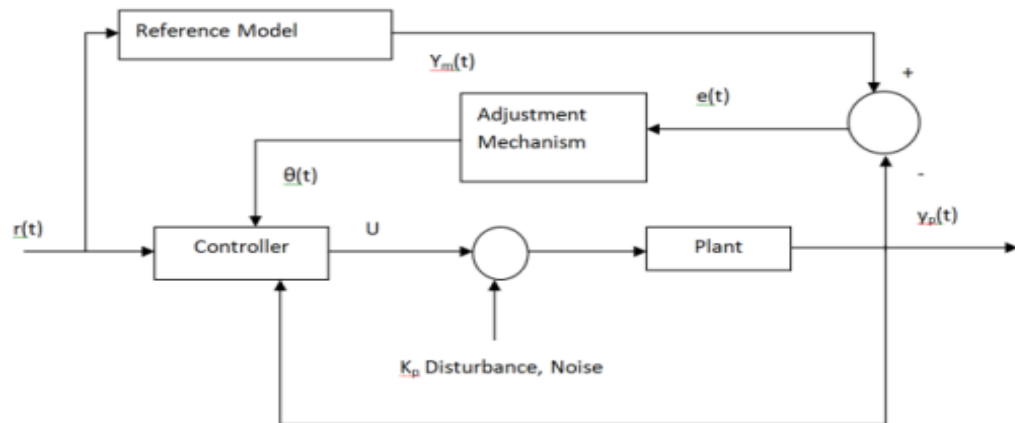 Reference Model
Yₘ(t)
+
e(t)
Adjustment
Mechanism
θ(t)
-
yₚ(t)
r(t)
Controller
U
Plant
Kₚ Disturbance, Noise